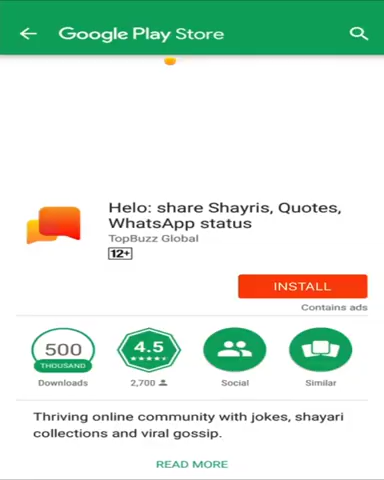 Google Play Store
Helo: share Shayris, Quotes,
WhatsApp status
TopBuzz Global
12+
INSTALL
Contains ads
500
THOUSAND
Downloads
4.5
2,700
Social
Similar
Thriving online community with jokes, shayari
collections and viral gossip.
READ MORE